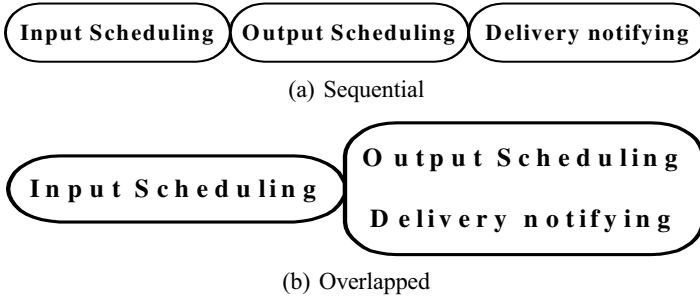 Input Scheduling Output Scheduling Delivery notifying
(a) Sequential
Output Scheduling
Input Scheduling
Delivery notifying
(b) Overlapped